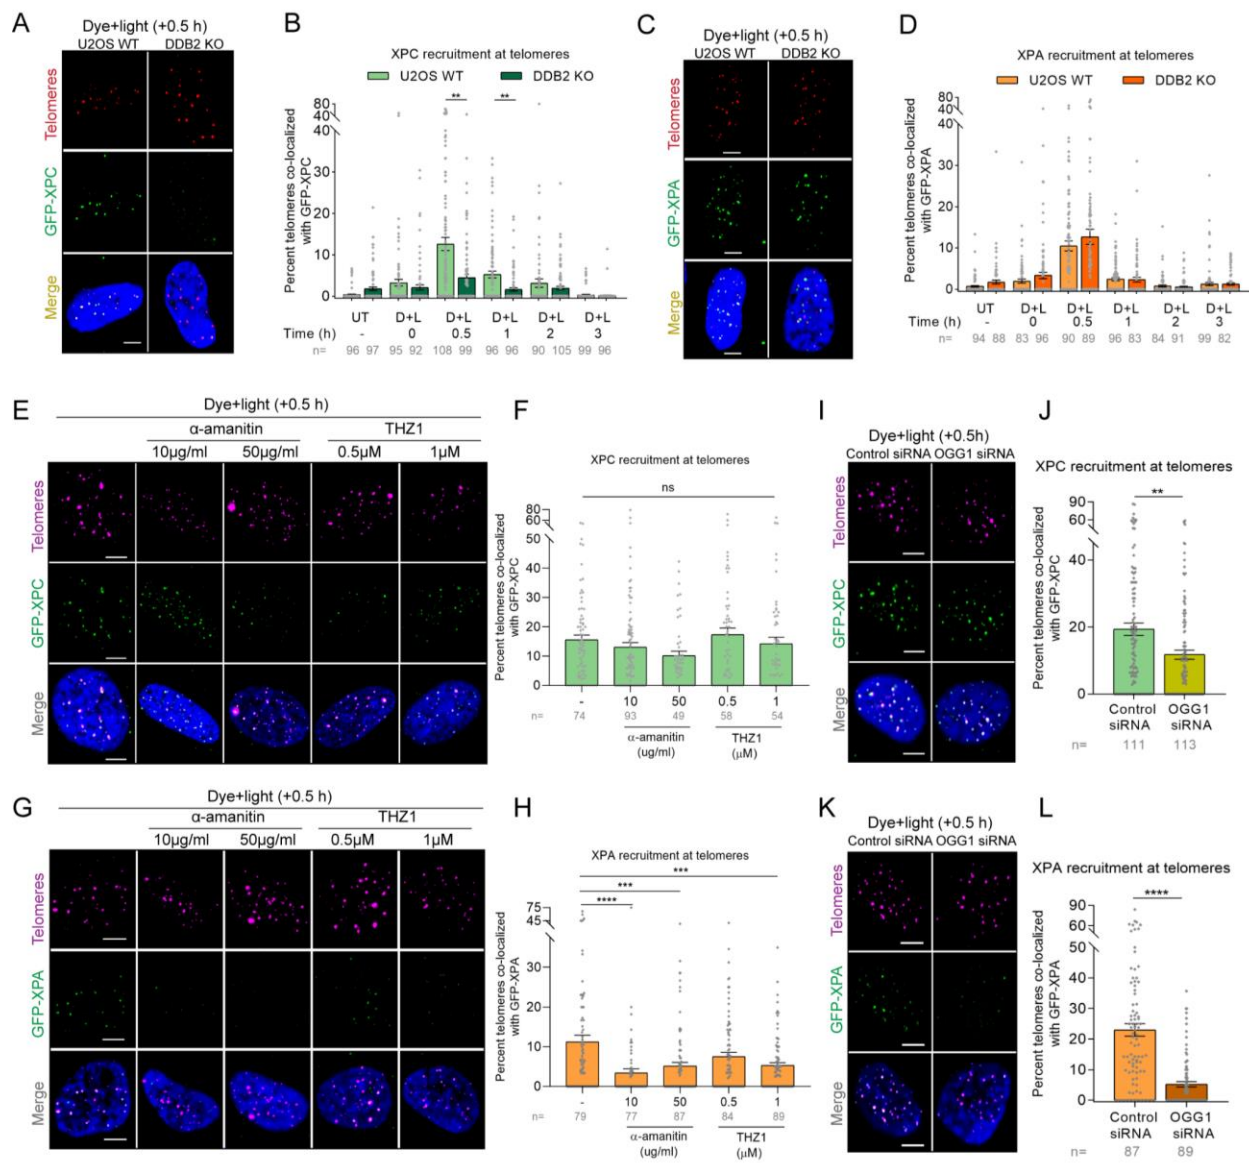 A
Dye+light (+0.5 h)
U2OS WT DDB2 KO
Telomeres
GFP-XPC
Merge
B
XPC recruitment at telomeres
U2OS WT DDB2 KO
Percent telomeres co-localized
with GFP-XPC
80
40
40
30
20
10
0
** **
UT D+L D+L D+L D+L D+L
Time (h) - 0 0.5 1 2 3
n= 96 97 95 92 108 99 96 96 90 105 99 96
C
Dye+light (+0.5 h)
U2OS WT DDB2 KO
Telomeres
GFP-XPA
Merge
D
XPA recruitment at telomeres
U2OS WT DDB2 KO
Percent telomeres co-localized
with GFP-XPA
80
40
40
30
20
10
0
UT D+L D+L D+L D+L D+L
Time (h) - 0 0.5 1 2 3
n= 94 88 83 96 90 89 96 83 84 91 99 82
E
Dye+light (+0.5 h)
α-amanitin THZ1
10µg/ml 50µg/ml 0.5µM 1µM
Telomeres
GFP-XPC
Merge
F
XPC recruitment at telomeres
ns
Percent telomeres co-localized
with GFP-XPC
80
60
50
40
30
20
10
0
- 10 50 0.5 1
n= 74 93 49 58 54
α-amanitin THZ1
(ug/ml) (μM)
I
Dye+light (+0.5h)
Control siRNA OGG1 siRNA
Telomeres
GFP-XPC
Merge
J
XPC recruitment at telomeres
**
Percent telomeres co-localized
with GFP-XPC
90
60
40
20
0
Control OGG1
siRNA siRNA
n= 111 113
G
Dye+light (+0.5 h)
α-amanitin THZ1
10µg/ml 50µg/ml 0.5µM 1µM
Telomeres
GFP-XPA
Merge
H
XPA recruitment at telomeres
***
***
****
Percent telomeres co-localized
with GFP-XPA
75
45
30
20
10
0
- 10 50 0.5 1
n= 79 77 87 84 89
α-amanitin THZ1
(ug/ml) (μM)
K
Dye+light (+0.5 h)
Control siRNA OGG1 siRNA
Telomeres
GFP-XPA
Merge
L
XPA recruitment at telomeres
****
Percent telomeres co-localized
with GFP-XPA
90
60
50
40
30
20
10
0
Control OGG1
siRNA siRNA
n= 87 89